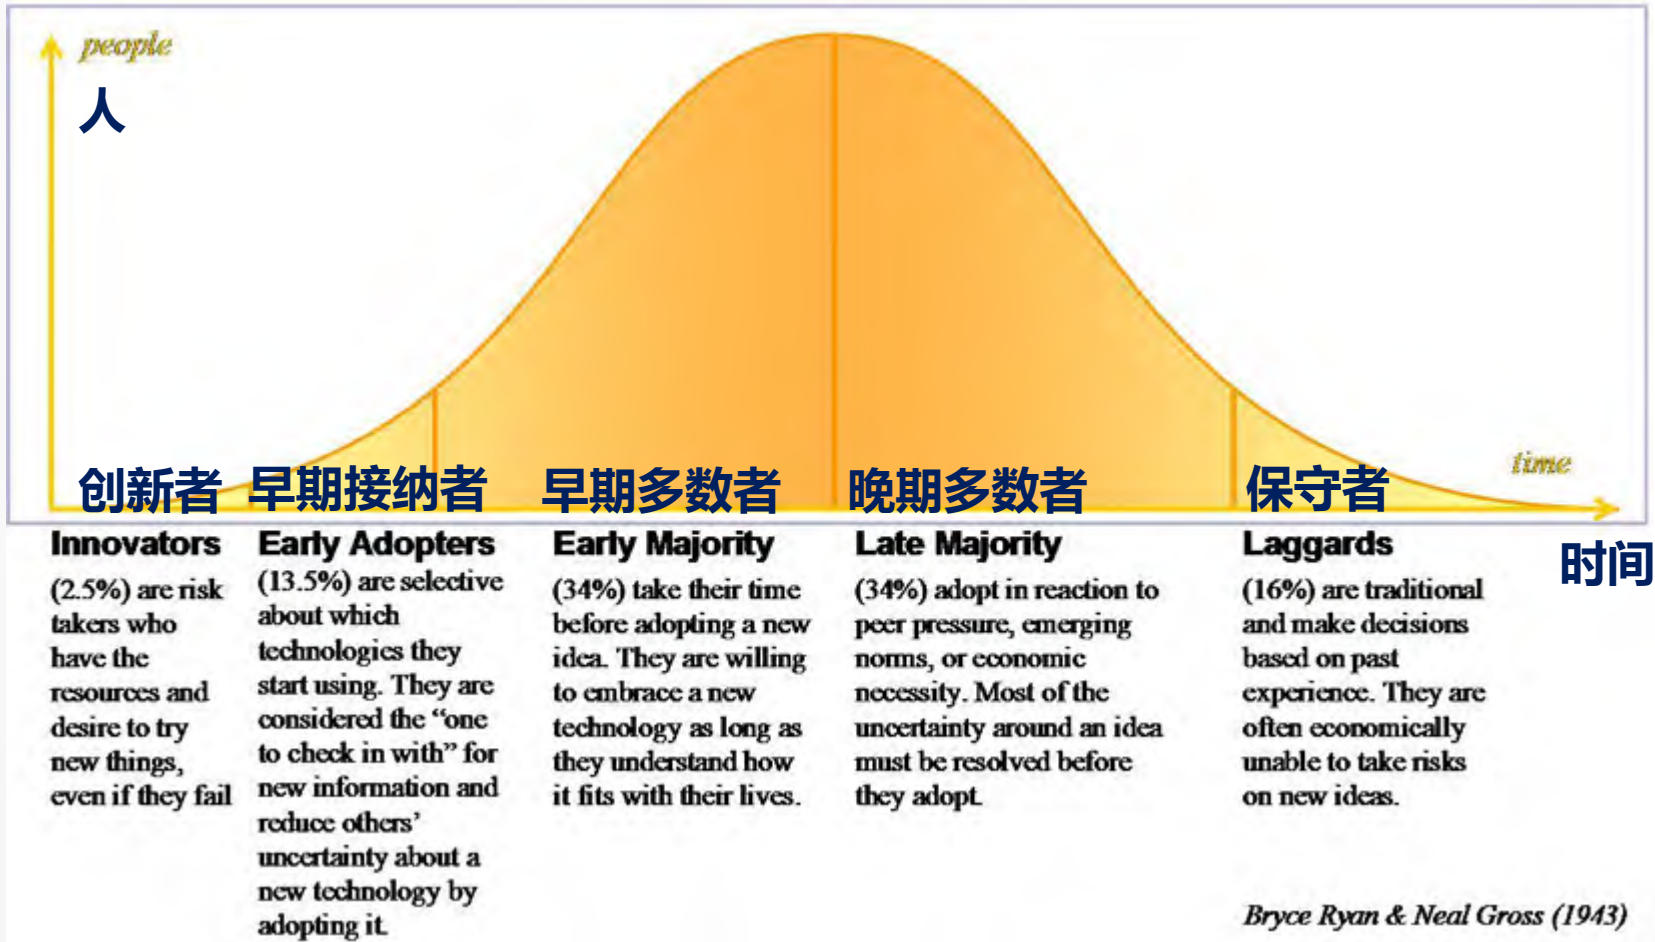 people
人
time
创新者 早期接纳者 早期多数者 晚期多数者 保守者
时间
Innovators
(2.5%) are risk
takers who
have the
resources and
desire to try
new things,
even if they fail
Early Adopters
(13.5%) are selective
about which
technologies they
start using. They are
considered the “one
to check in with” for
new information and
reduce others’
uncertainty about a
new technology by
adopting it.
Early Majority
(34%) take their time
before adopting a new
idea. They are willing
to embrace a new
technology as long as
they understand how
it fits with their lives.
Late Majority
(34%) adopt in reaction to
peer pressure, emerging
norms, or economic
necessity. Most of the
uncertainty around an idea
must be resolved before
they adopt.
Laggards
(16%) are traditional
and make decisions
based on past
experience. They are
often economically
unable to take risks
on new ideas.
Bryce Ryan & Neal Gross (1943)